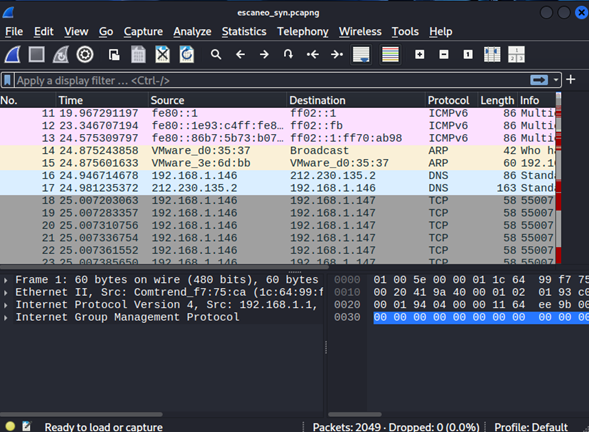 escaneo_syn.pcapng
File Edit View Go Capture Analyze Statistics Telephony Wireless Tools Help
Apply a display filter … <Ctrl-/>
No. Time Source Destination Protocol Length Info
11 19.967291197 fe80::1 ff02::1 ICMPv6 86 Multi
12 23.346707194 fe80::1e93:c4ff:fe8… ff02::fb ICMPv6 86 Multi
13 24.575309797 fe80::86b7:5b73:b07… ff02::1:ff70:ab98 ICMPv6 86 Multi
14 24.875243858 VMware_d0:35:37 Broadcast ARP 42 Who h
15 24.875601633 VMware_3e:6d:bb VMware_d0:35:37 ARP 60 192.1
16 24.946714678 192.168.1.146 212.230.135.2 DNS 86 Stand
17 24.981235372 212.230.135.2 192.168.1.146 DNS 163 Stand
18 25.007203063 192.168.1.146 192.168.1.147 TCP 58 55007
19 25.007283357 192.168.1.146 192.168.1.147 TCP 58 55007
20 25.007310756 192.168.1.146 192.168.1.147 TCP 58 55007
21 25.007336754 192.168.1.146 192.168.1.147 TCP 58 55007
22 25.007361552 192.168.1.146 192.168.1.147 TCP 58 55007
23 25.007385650 192.168.1.146 192.168.1.147 TCP 58 55007
Frame 1: 60 bytes on wire (480 bits), 60 bytes
Ethernet II, Src: Comtrend_f7:75:ca (1c:64:99:f
Internet Protocol Version 4, Src: 192.168.1.1,
Internet Group Management Protocol
0000 01 00 5e 00 00 01 1c 64 99 f7 75
0010 00 20 41 9a 40 00 01 02 01 93 c0
0020 00 01 94 04 00 00 11 64 ee 9b 00
0030 00 00 00 00 00 00 00 00 00 00 00
Ready to load or capture
Packets: 2049 · Dropped: 0 (0.0%)
Profile: Default